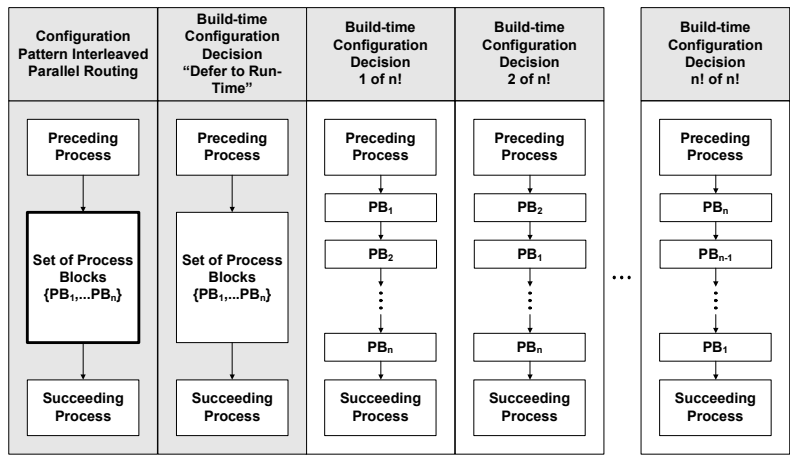 Configuration
Pattern Interleaved
Parallel Routing
Build-time
Configuration
Decision
“Defer to Run-
Time”
Build-time
Configuration
Decision
1 of n!
Build-time
Configuration
Decision
2 of n!
Build-time
Configuration
Decision
n! of n!
Preceding
Process
Set of Process
Blocks
{PB1,...PBn}
Succeeding
Process
Preceding
Process
Set of Process
Blocks
{PB1,...PBn}
Succeeding
Process
Preceding
Process
PB1
PB2
PBn
Succeeding
Process
Preceding
Process
PB2
PB1
PBn
Succeeding
Process
...
Preceding
Process
PBn
PBn-1
PB1
Succeeding
Process